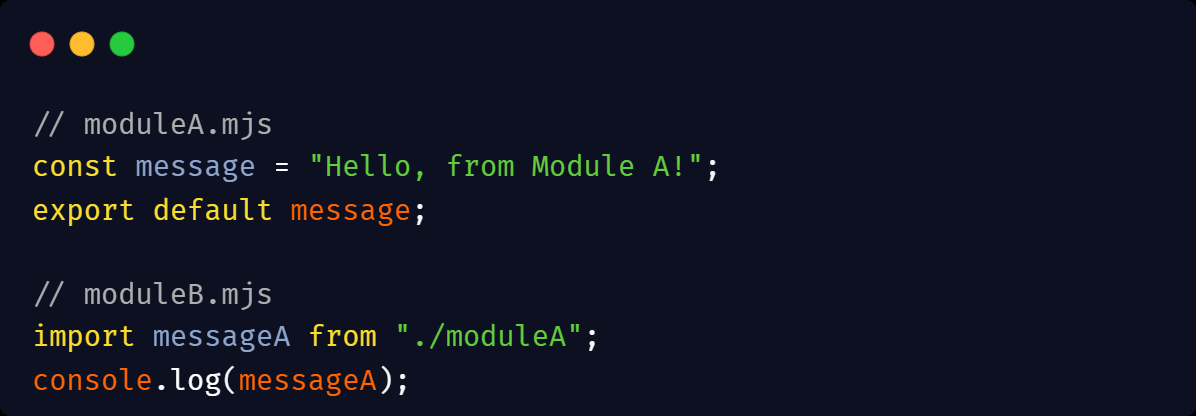 // moduleA.mjs
const message = "Hello, from Module A!";
export default message;
// moduleB.mjs
import messageA from "./moduleA";
console.log(messageA);